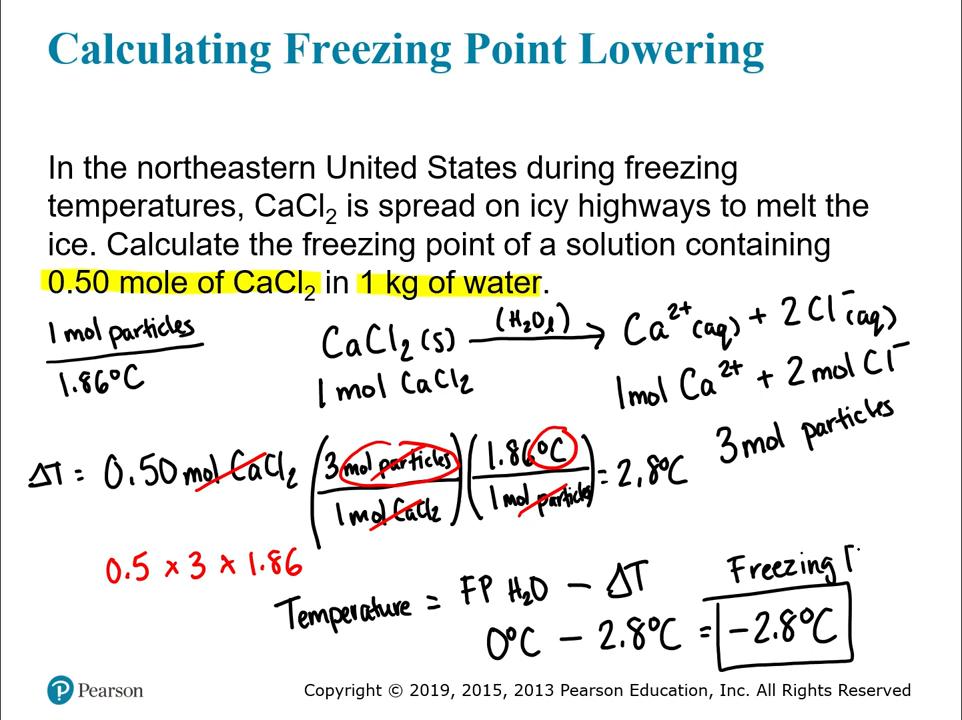 Calculating Freezing Point Lowering
In the northeastern United States during freezing
temperatures, CaCl₂ is spread on icy highways to melt the
ice. Calculate the freezing point of a solution containing
0.50 mole of CaCl₂ in 1 kg of water.
1 mol particles / 1.86°C
CaCl₂(s) —(H₂O l)→ Ca²⁺(aq) + 2Cl⁻(aq)
1 mol CaCl₂ 1mol Ca²⁺ + 2 mol Cl⁻
3 mol particles
ΔT = 0.50 mol CaCl₂ (3 mol particles / 1 mol CaCl₂) (1.86°C / 1 mol particles) = 2.8°C
0.5 × 3 × 1.86
Freezing
Temperature = FP H₂O − ΔT
0°C − 2.8°C = −2.8°C
P Pearson
Copyright © 2019, 2015, 2013 Pearson Education, Inc. All Rights Reserved